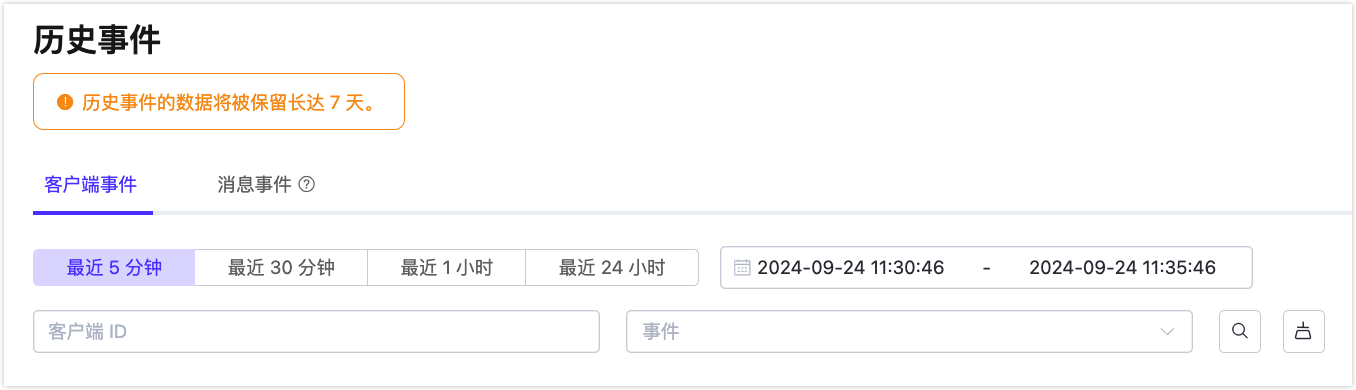 历史事件
历史事件的数据将被保留长达 7 天。
客户端事件 消息事件
最近 5 分钟 最近 30 分钟 最近 1 小时 最近 24 小时 2024-09-24 11:30:46 - 2024-09-24 11:35:46
客户端 ID 事件